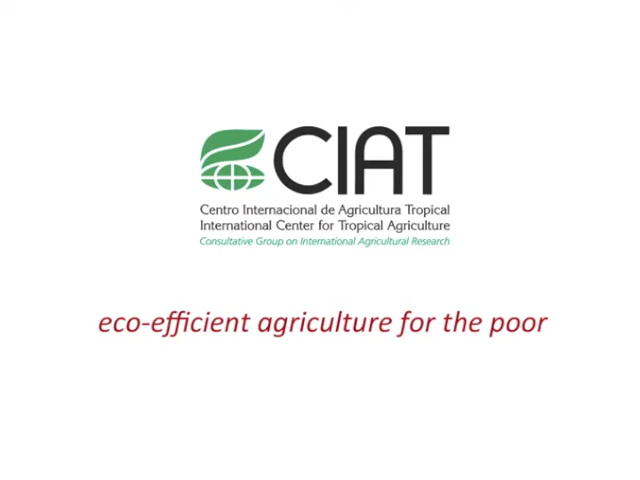 CIAT
Centro Internacional de Agricultura Tropical
International Center for Tropical Agriculture
Consultative Group on International Agricultural Research
eco-efficient agriculture for the poor